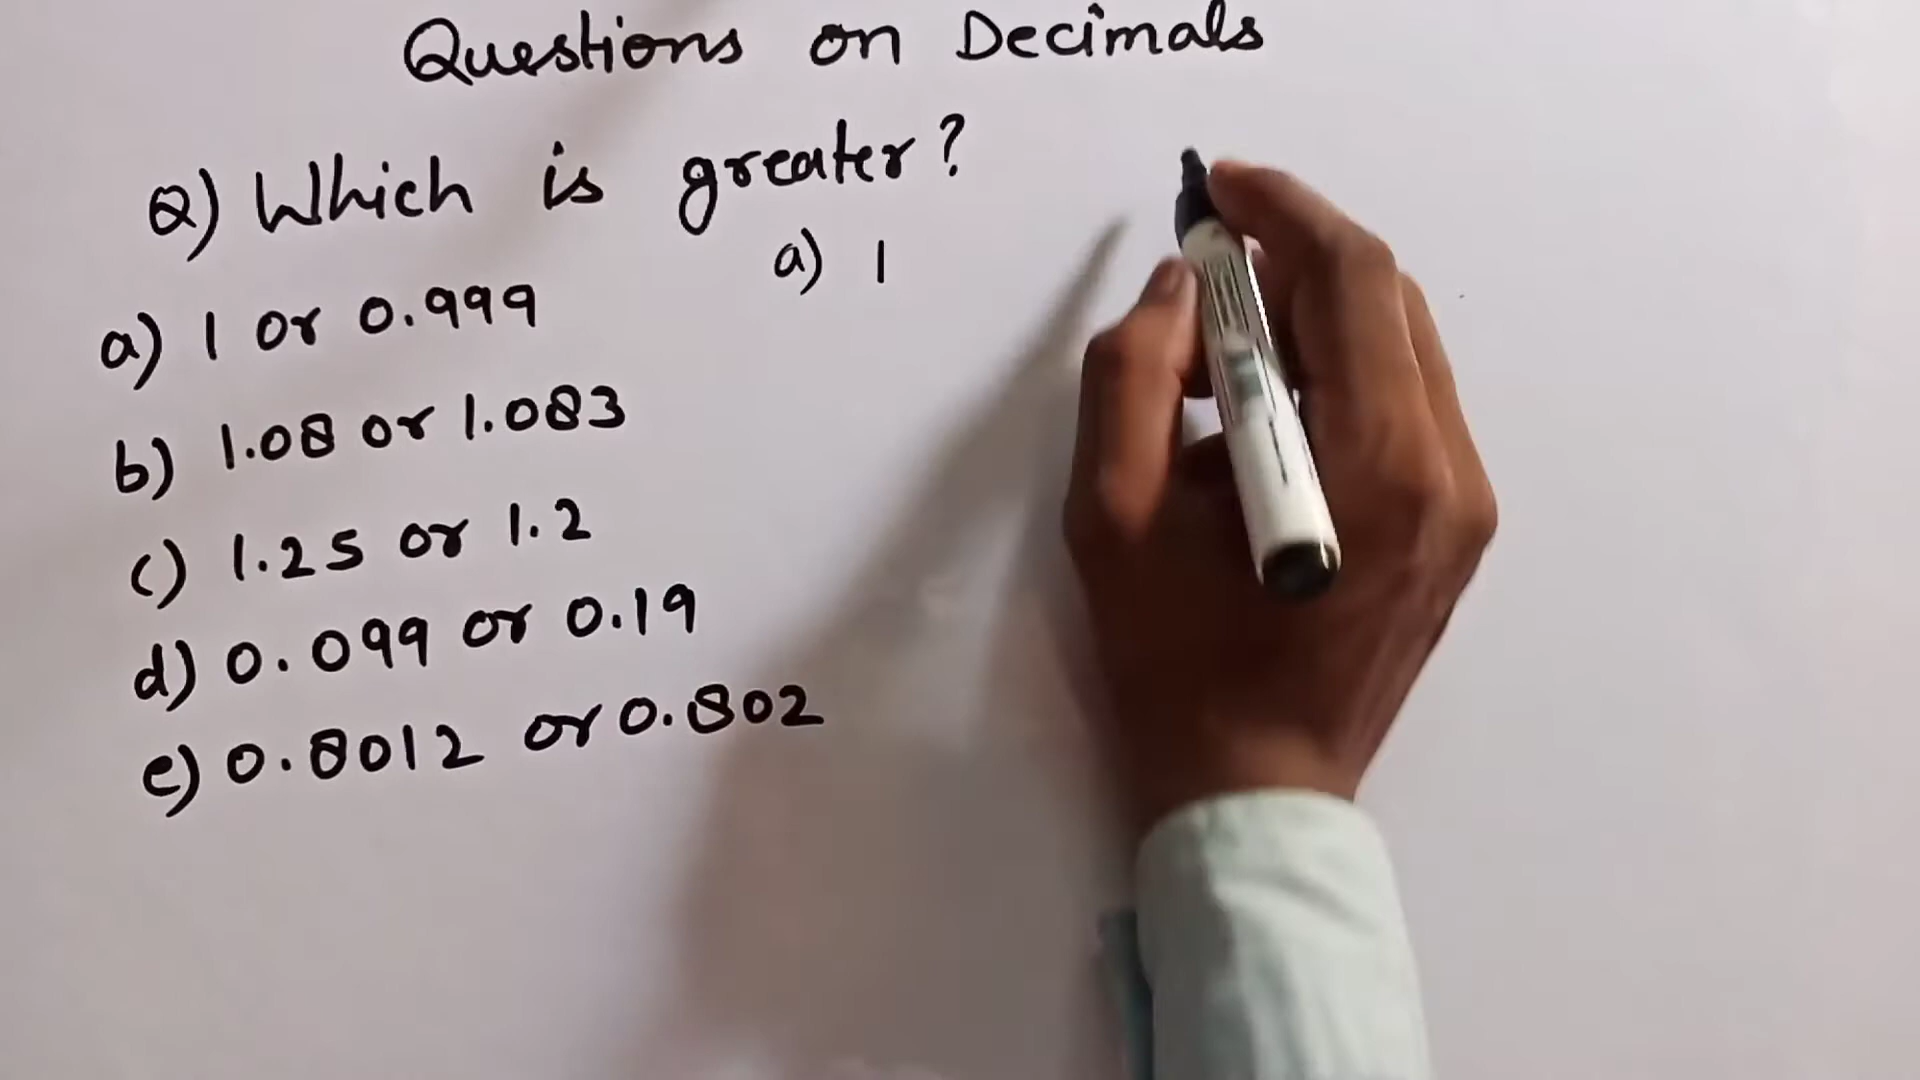 Questions on Decimals
Q) Which is greater?
a) 1 or 0.999
b) 1.08 or 1.083
c) 1.25 or 1.2
d) 0.099 or 0.19
e) 0.8012 or 0.802
a) 1